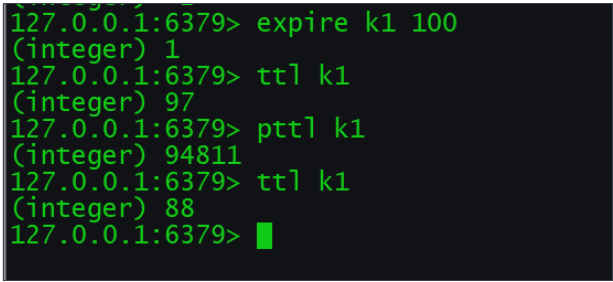 127.0.0.1:6379> expire k1 100
(integer) 1
127.0.0.1:6379> ttl k1
(integer) 97
127.0.0.1:6379> pttl k1
(integer) 94811
127.0.0.1:6379> ttl k1
(integer) 88
127.0.0.1:6379>